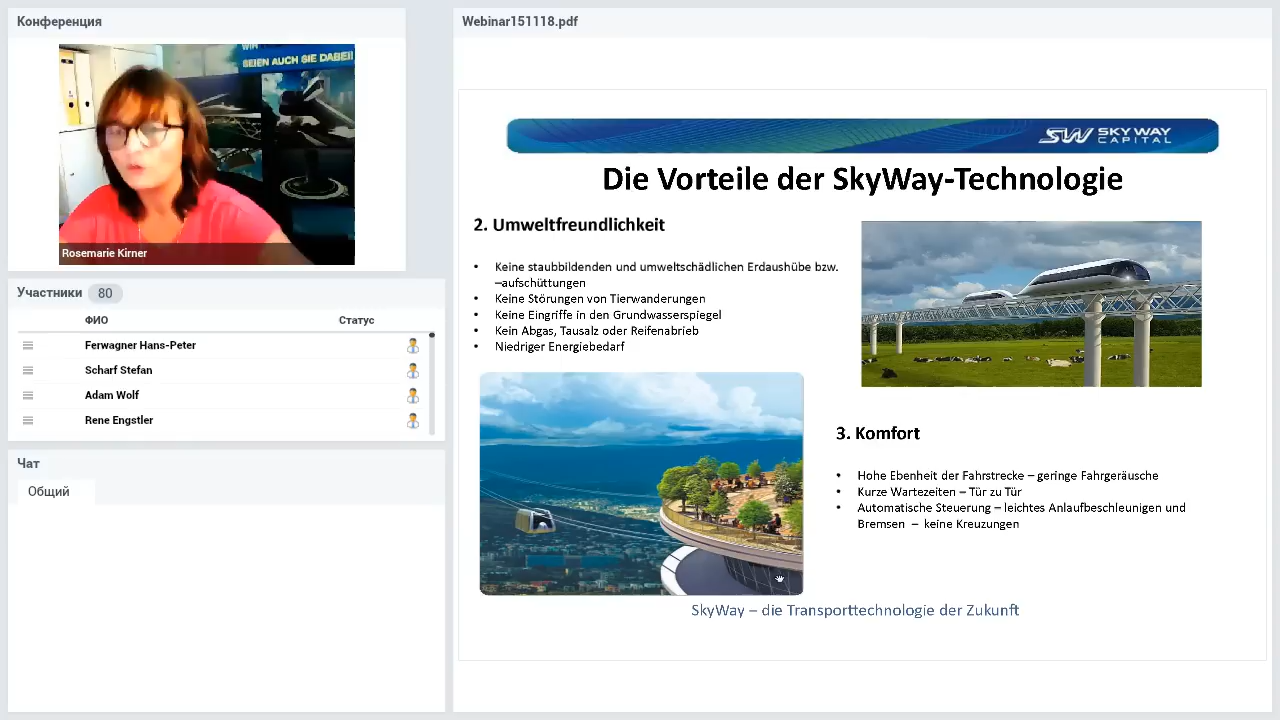 Конференция
WIR
SEIEN AUCH SIE DABEI!
Rosemarie Kirner
Участники 80
ФИО Статус
Ferwagner Hans-Peter
Scharf Stefan
Adam Wolf
Rene Engstler
Чат
Общий
Webinar151118.pdf
SW SKY WAY
CAPITAL
Die Vorteile der SkyWay-Technologie
2. Umweltfreundlichkeit
• Keine staubbildenden und umweltschädlichen Erdaushübe bzw.
–aufschüttungen
• Keine Störungen von Tierwanderungen
• Keine Eingriffe in den Grundwasserspiegel
• Kein Abgas, Tausalz oder Reifenabrieb
• Niedriger Energiebedarf
3. Komfort
• Hohe Ebenheit der Fahrstrecke – geringe Fahrgeräusche
• Kurze Wartezeiten – Tür zu Tür
• Automatische Steuerung – leichtes Anlaufbeschleunigen und
Bremsen – keine Kreuzungen
SkyWay – die Transporttechnologie der Zukunft